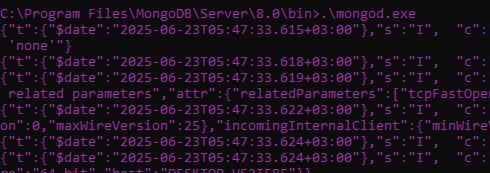 C:\Program Files\MongoDB\Server\8.0\bin>.\mongod.exe
{"t":{"$date":"2025-06-23T05:47:33.615+03:00"},"s":"I",  "c":
 'none'"}
{"t":{"$date":"2025-06-23T05:47:33.618+03:00"},"s":"I",  "c":
{"t":{"$date":"2025-06-23T05:47:33.619+03:00"},"s":"I",  "c":
 related parameters","attr":{"relatedParameters":["tcpFastOpe
{"t":{"$date":"2025-06-23T05:47:33.622+03:00"},"s":"I",  "c":
on":0,"maxWireVersion":25},"incomingInternalClient":{"minWire
{"t":{"$date":"2025-06-23T05:47:33.624+03:00"},"s":"I",  "c":
{"t":{"$date":"2025-06-23T05:47:33.624+03:00"},"s":"I",  "c":